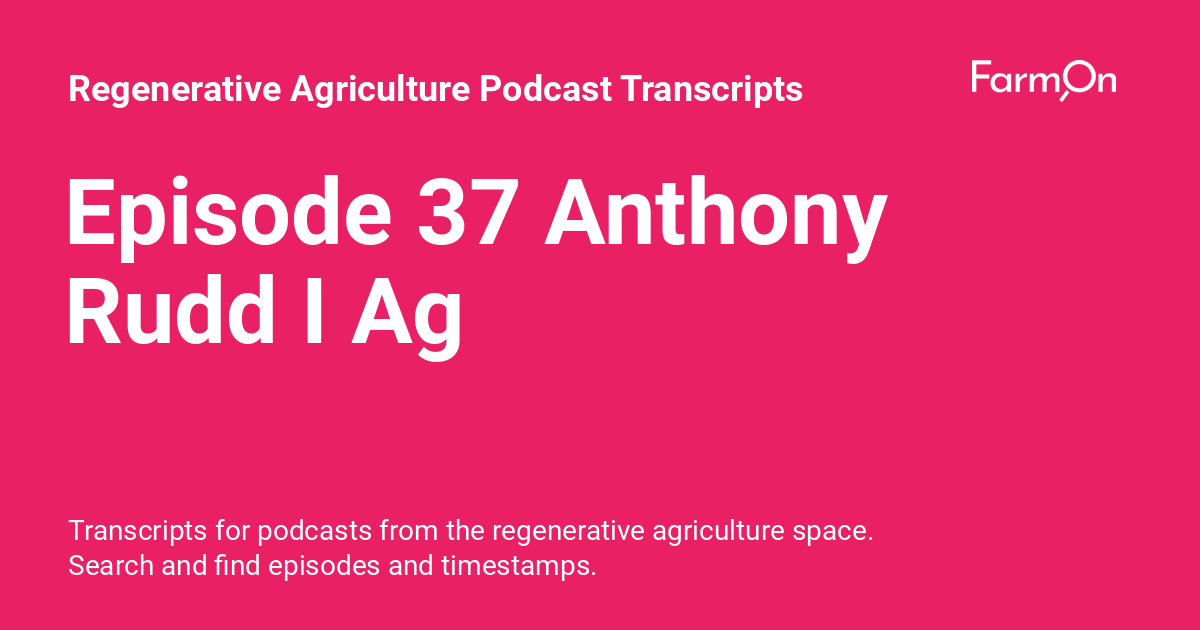 Regenerative Agriculture Podcast Transcripts
FarmOn
Episode 37 Anthony
Rudd I Ag
Transcripts for podcasts from the regenerative agriculture space.
Search and find episodes and timestamps.